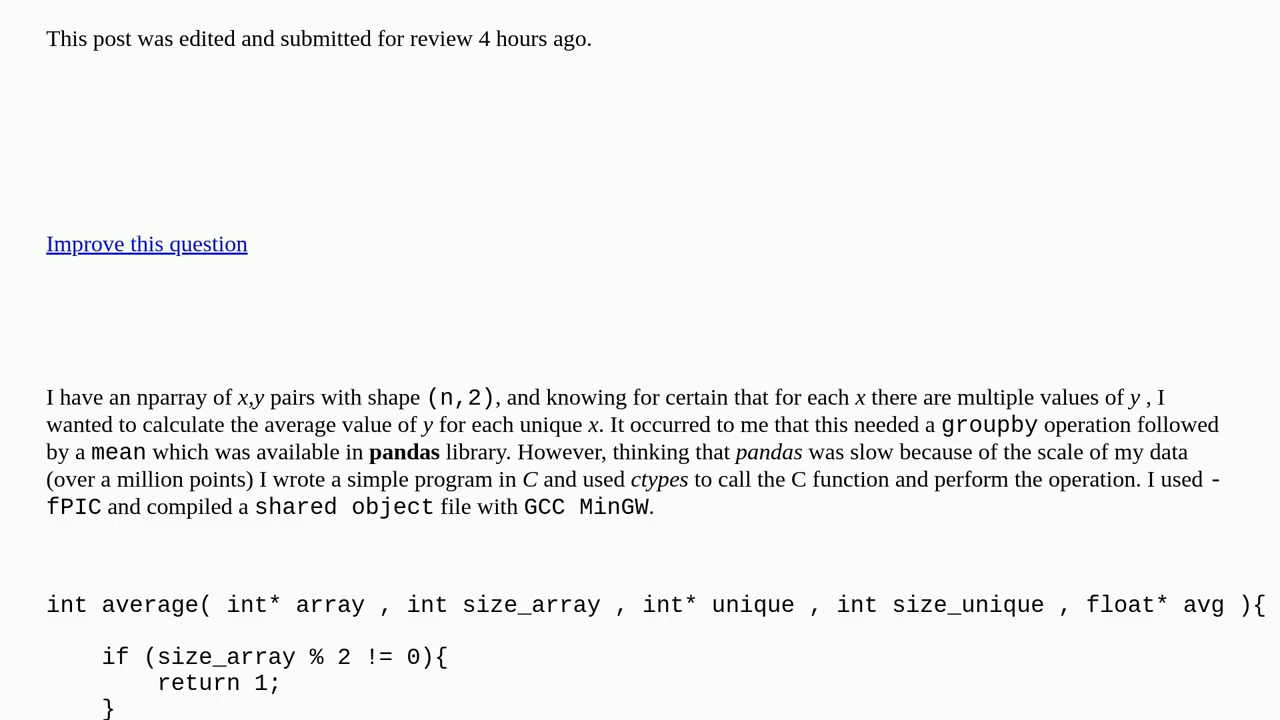 This post was edited and submitted for review 4 hours ago.
Improve this question
I have an nparray of x,y pairs with shape (n,2), and knowing for certain that for each x there are multiple values of y , I
wanted to calculate the average value of y for each unique x. It occurred to me that this needed a groupby operation followed
by a mean which was available in pandas library. However, thinking that pandas was slow because of the scale of my data
(over a million points) I wrote a simple program in C and used ctypes to call the C function and perform the operation. I used -
fPIC and compiled a shared object file with GCC MinGW.
int average( int* array , int size_array , int* unique , int size_unique , float* avg ){
    if (size_array % 2 != 0){
        return 1;
    }